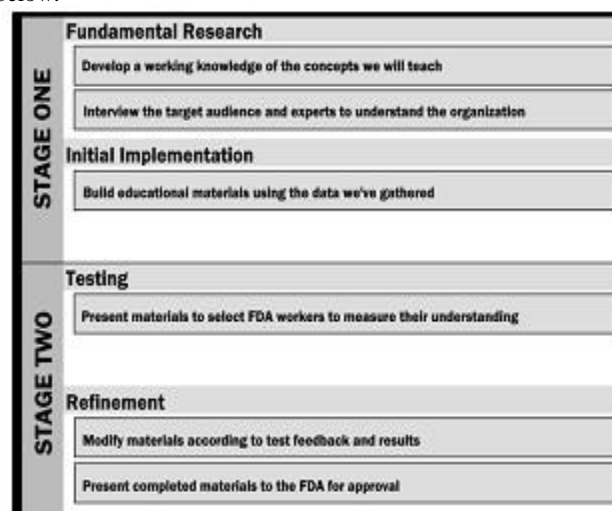 STAGE ONE
Fundamental Research
Develop a working knowledge of the concepts we will teach
Interview the target audience and experts to understand the organization
Initial Implementation
Build educational materials using the data we've gathered
STAGE TWO
Testing
Present materials to select FDA workers to measure their understanding
Refinement
Modify materials according to test feedback and results
Present completed materials to the FDA for approval